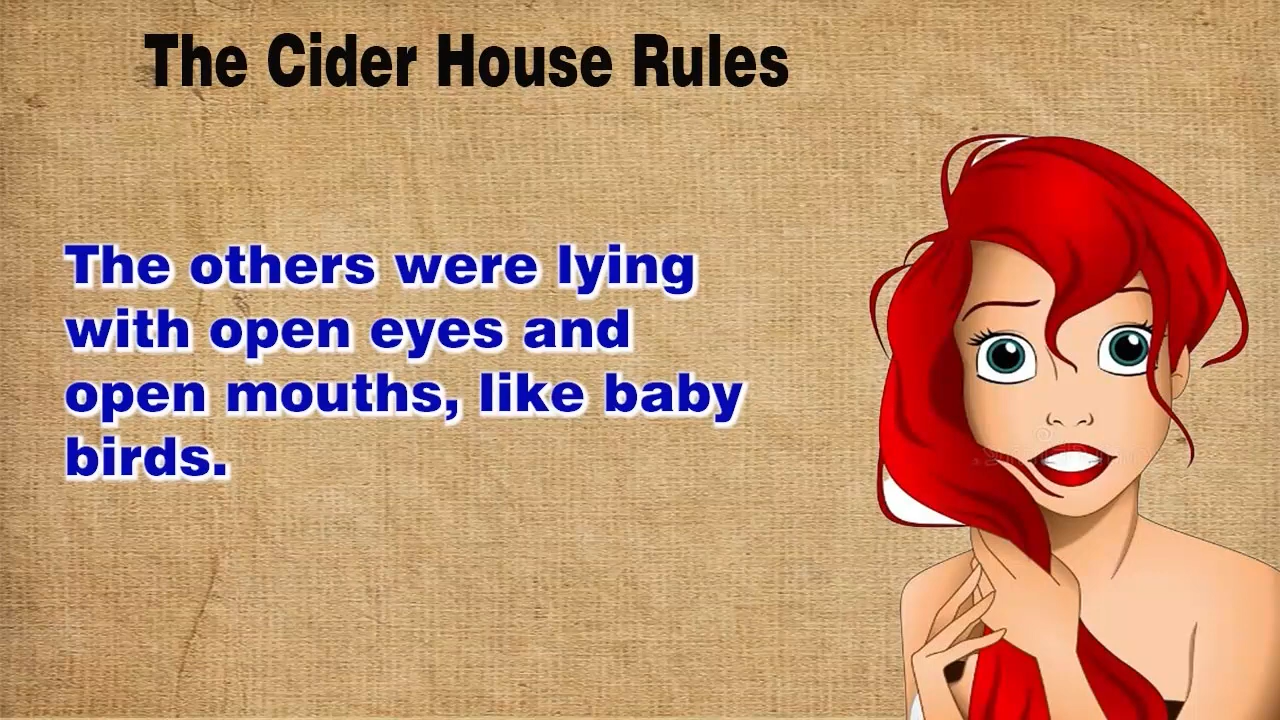 The Cider House Rules
The others were lying
with open eyes and
open mouths, like baby
birds.